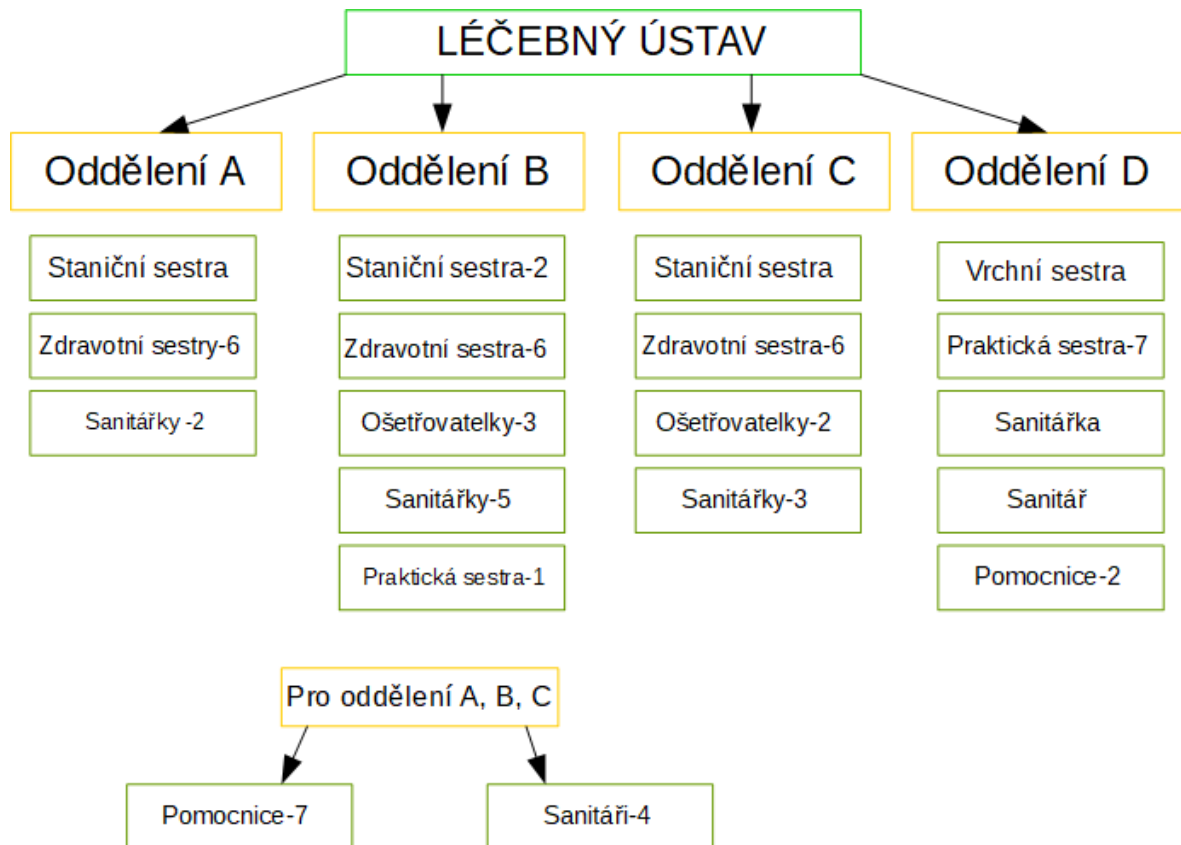 LÉČEBNÝ ÚSTAV
Oddělení A
Oddělení B
Oddělení C
Oddělení D
Staniční sestra
Zdravotní sestry-6
Sanitářky -2
Staniční sestra-2
Zdravotní sestra-6
Ošetřovatelky-3
Sanitářky-5
Praktická sestra-1
Staniční sestra
Zdravotní sestra-6
Ošetřovatelky-2
Sanitářky-3
Vrchní sestra
Praktická sestra-7
Sanitářka
Sanitář
Pomocnice-2
Pro oddělení A, B, C
Pomocnice-7
Sanitáři-4